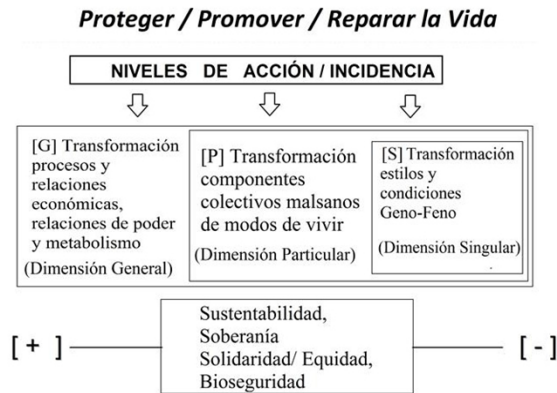 Proteger / Promover / Reparar la Vida
NIVELES DE ACCIÓN / INCIDENCIA
[G] Transformación
procesos y
relaciones
económicas,
relaciones de poder
y metabolismo
(Dimensión General)
[P] Transformación
componentes
colectivos malsanos
de modos de vivir
(Dimensión Particular)
[S] Transformación
estilos y
condiciones
Geno-Feno
(Dimensión Singular)
[ + ]
Sustentabilidad,
Soberanía
Solidaridad/ Equidad,
Bioseguridad
[ - ]